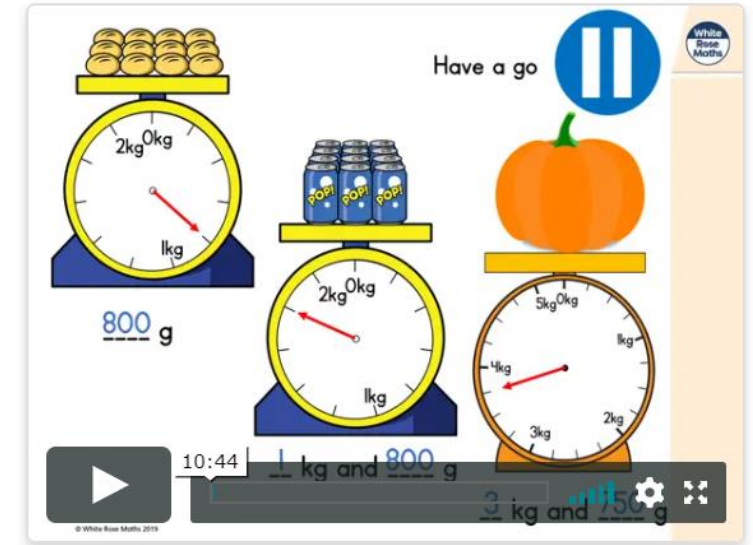 Have a go
White
Rose
Maths
2kg 0kg
1kg
800 g
POP! POP! POP!
2kg 0kg
1kg
1 kg and 800 g
5kg 0kg
1kg
4kg
2kg
3kg
3 kg and 750 g
10:44
© White Rose Maths 2019